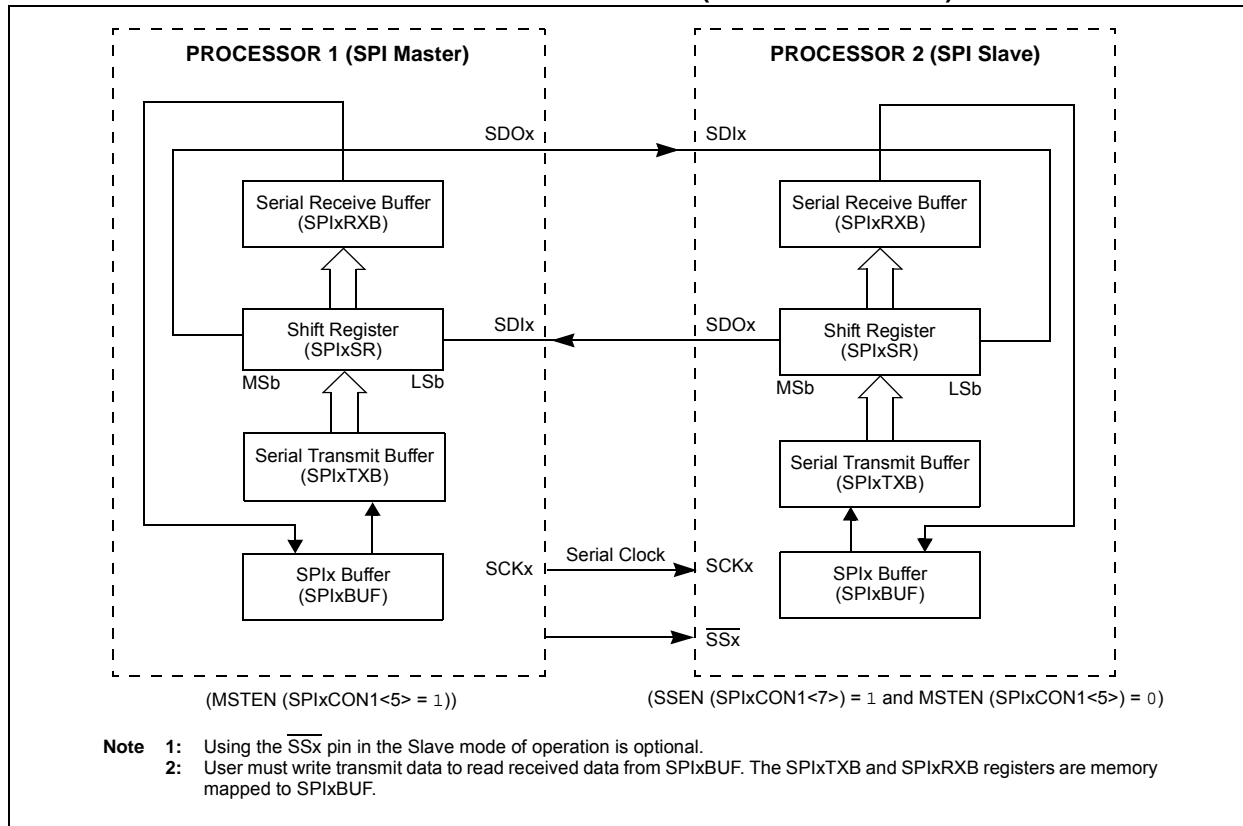 PROCESSOR 1 (SPI Master)
PROCESSOR 2 (SPI Slave)
SDOx
SDIx
Serial Receive Buffer
(SPIxRXB)
Serial Receive Buffer
(SPIxRXB)
Shift Register
(SPIxSR)
SDIx
SDOx
Shift Register
(SPIxSR)
MSb
LSb
MSb
LSb
Serial Transmit Buffer
(SPIxTXB)
Serial Transmit Buffer
(SPIxTXB)
SPIx Buffer
(SPIxBUF)
SCKx
Serial Clock
SCKx
SPIx Buffer
(SPIxBUF)
SSx
(MSTEN (SPIxCON1<5> = 1))
(SSEN (SPIxCON1<7>) = 1 and MSTEN (SPIxCON1<5>) = 0)
Note 1: Using the SSx pin in the Slave mode of operation is optional.
2: User must write transmit data to read received data from SPIxBUF. The SPIxTXB and SPIxRXB registers are memory
mapped to SPIxBUF.